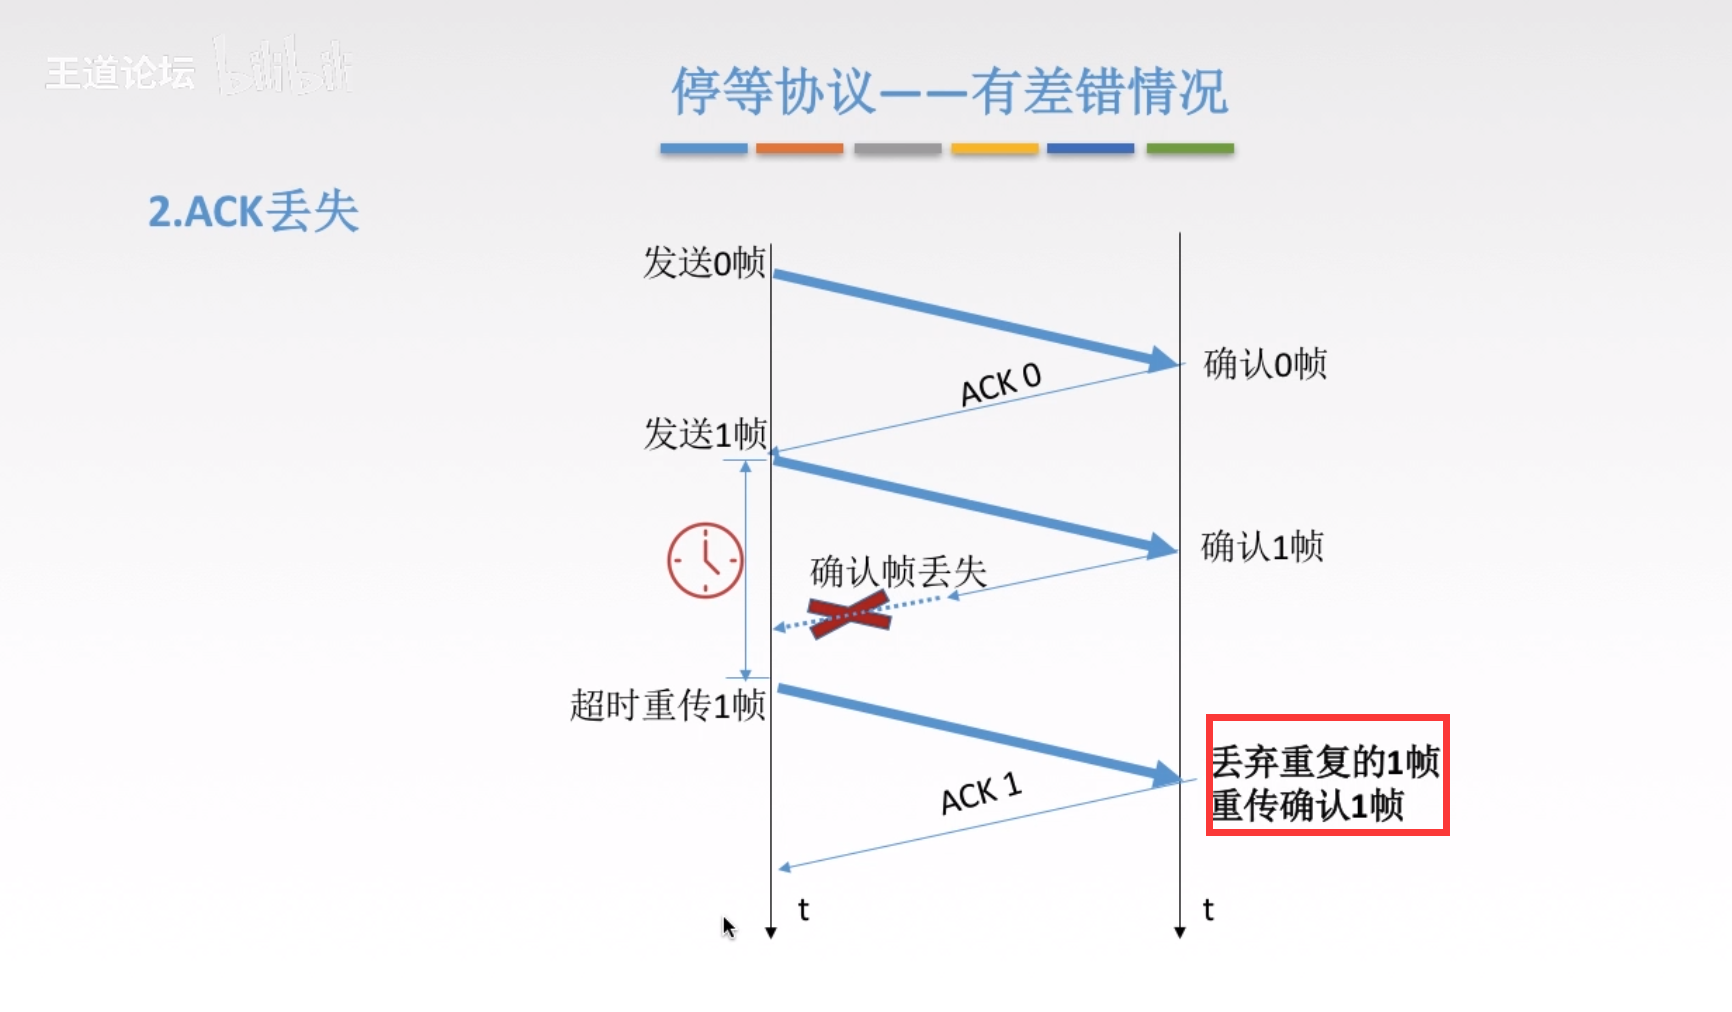 王道论坛 bilibili
停等协议——有差错情况
2.ACK丢失
发送0帧
ACK 0
确认0帧
发送1帧
确认1帧
确认帧丢失
超时重传1帧
ACK 1
丢弃重复的1帧
重传确认1帧
t
t